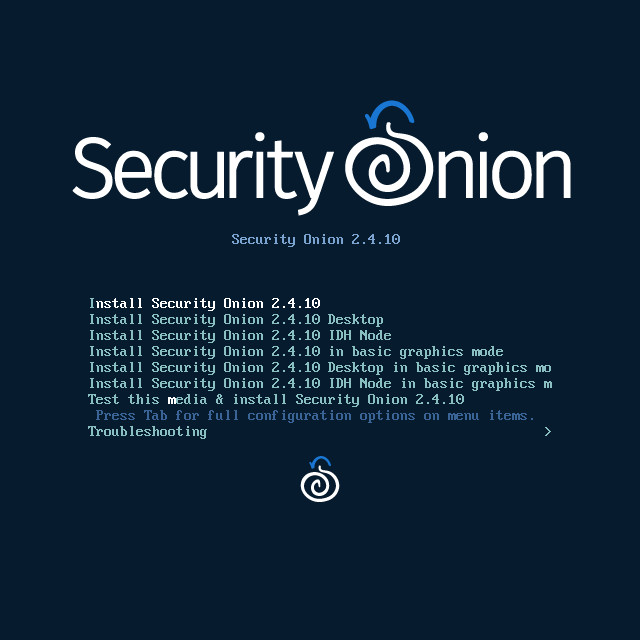 Security Onion
Security Onion 2.4.10
Install Security Onion 2.4.10
Install Security Onion 2.4.10 Desktop
Install Security Onion 2.4.10 IDH Node
Install Security Onion 2.4.10 in basic graphics mode
Install Security Onion 2.4.10 Desktop in basic graphics mo
Install Security Onion 2.4.10 IDH Node in basic graphics m
Test this media & install Security Onion 2.4.10
Press Tab for full configuration options on menu items.
Troubleshooting >